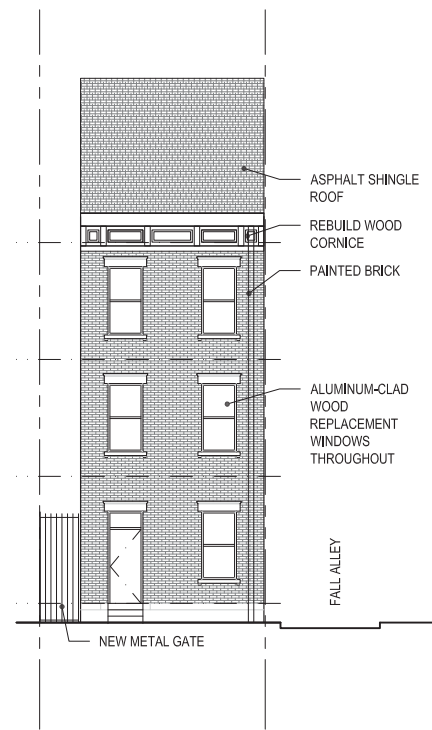 ASPHALT SHINGLE
ROOF
REBUILD WOOD
CORNICE
PAINTED BRICK
ALUMINUM-CLAD
WOOD
REPLACEMENT
WINDOWS
THROUGHOUT
FALL ALLEY
NEW METAL GATE